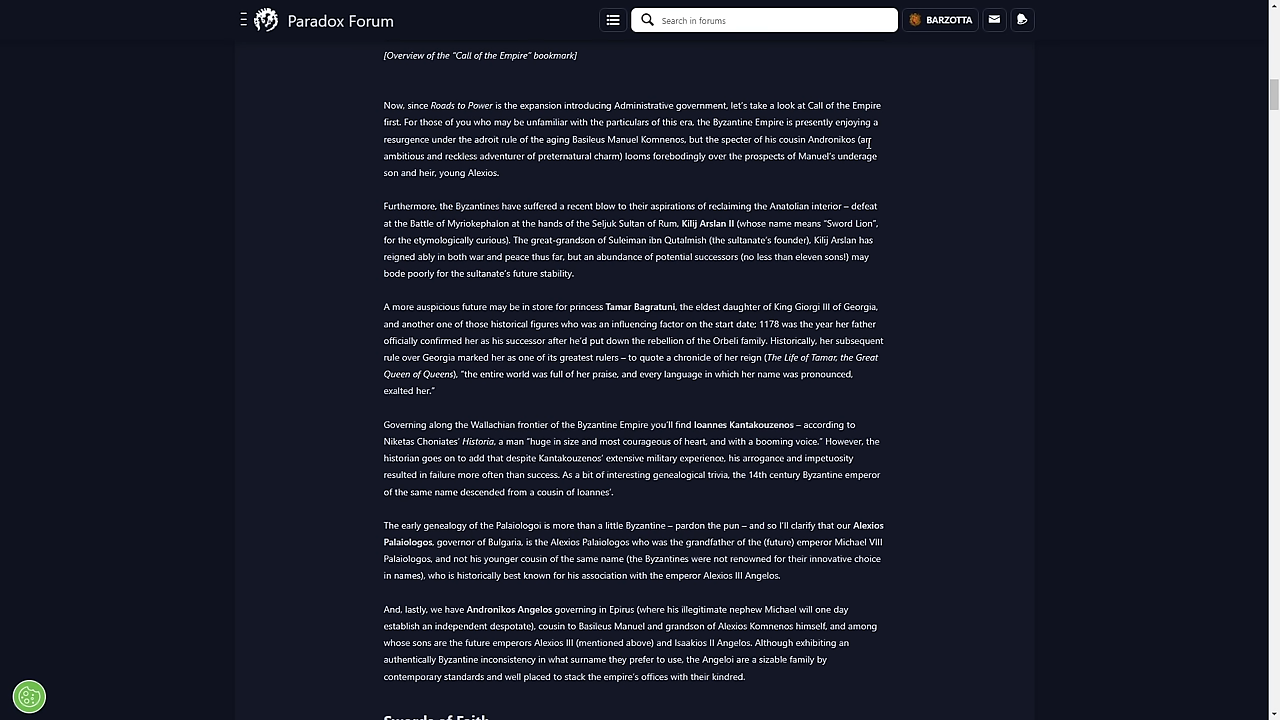 Paradox Forum
Search in forums
BARZOTTA
[Overview of the “Call of the Empire” bookmark]
Now, since Roads to Power is the expansion introducing Administrative government, let's take a look at Call of the Empire
first. For those of you who may be unfamiliar with the particulars of this era, the Byzantine Empire is presently enjoying a
resurgence under the adroit rule of the aging Basileus Manuel Komnenos, but the specter of his cousin Andronikos (an
ambitious and reckless adventurer of preternatural charm) looms forebodingly over the prospects of Manuel's underage
son and heir, young Alexios.
Furthermore, the Byzantines have suffered a recent blow to their aspirations of reclaiming the Anatolian interior – defeat
at the Battle of Myriokephalon at the hands of the Seljuk Sultan of Rum, Kilij Arslan II (whose name means “Sword Lion”,
for the etymologically curious). The great-grandson of Suleiman ibn Qutalmish (the sultanate's founder), Kilij Arslan has
reigned ably in both war and peace thus far, but an abundance of potential successors (no less than eleven sons!) may
bode poorly for the sultanate's future stability.
A more auspicious future may be in store for princess Tamar Bagratuni, the eldest daughter of King Giorgi III of Georgia,
and another one of those historical figures who was an influencing factor on the start date; 1178 was the year her father
officially confirmed her as his successor after he'd put down the rebellion of the Orbeli family. Historically, her subsequent
rule over Georgia marked her as one of its greatest rulers – to quote a chronicle of her reign (The Life of Tamar, the Great
Queen of Queens), “the entire world was full of her praise, and every language in which her name was pronounced,
exalted her.”
Governing along the Wallachian frontier of the Byzantine Empire you'll find Ioannes Kantakouzenos – according to
Niketas Choniates' Historia, a man “huge in size and most courageous of heart, and with a booming voice.” However, the
historian goes on to add that despite Kantakouzenos' extensive military experience, his arrogance and impetuosity
resulted in failure more often than success. As a bit of interesting genealogical trivia, the 14th century Byzantine emperor
of the same name descended from a cousin of Ioannes'.
The early genealogy of the Palaiologoi is more than a little Byzantine – pardon the pun – and so I'll clarify that our Alexios
Palaiologos, governor of Bulgaria, is the Alexios Palaiologos who was the grandfather of the (future) emperor Michael VIII
Palaiologos, and not his younger cousin of the same name (the Byzantines were not renowned for their innovative choice
in names), who is historically best known for his association with the emperor Alexios III Angelos.
And, lastly, we have Andronikos Angelos governing in Epirus (where his illegitimate nephew Michael will one day
establish an independent despotate), cousin to Basileus Manuel and grandson of Alexios Komnenos himself, and among
whose sons are the future emperors Alexios III (mentioned above) and Isaakios II Angelos. Although exhibiting an
authentically Byzantine inconsistency in what surname they prefer to use, the Angeloi are a sizable family by
contemporary standards and well placed to stack the empire's offices with their kindred.
Swords of Faith